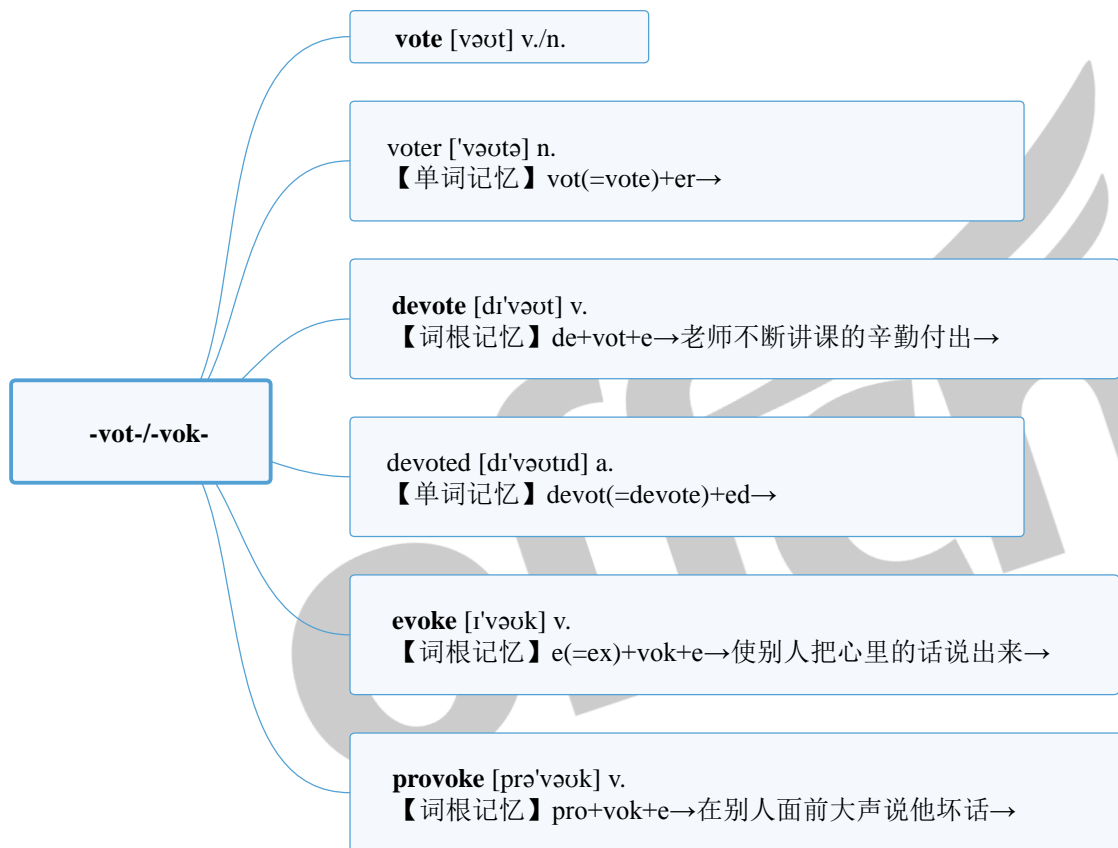 vote [vəʊt] v./n.
voter ['vəʊtə] n.
【单词记忆】vot(=vote)+er→
devote [dɪ'vəʊt] v.
【词根记忆】de+vot+e→老师不断讲课的辛勤付出→
-vot-/-vok-
devoted [dɪ'vəʊtɪd] a.
【单词记忆】devot(=devote)+ed→
evoke [ɪ'vəʊk] v.
【词根记忆】e(=ex)+vok+e→使别人把心里的话说出来→
provoke [prə'vəʊk] v.
【词根记忆】pro+vok+e→在别人面前大声说他坏话→